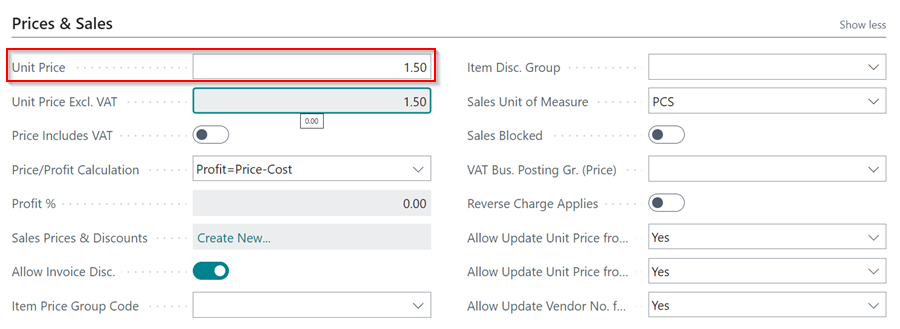 Prices & Sales
Show less
Unit Price
1.50
Unit Price Excl. VAT
1.50
0.00
Price Includes VAT
Price/Profit Calculation
Profit=Price-Cost
Profit %
0.00
Sales Prices & Discounts
Create New...
Allow Invoice Disc.
Item Price Group Code
Item Disc. Group
Sales Unit of Measure
PCS
Sales Blocked
VAT Bus. Posting Gr. (Price)
Reverse Charge Applies
Allow Update Unit Price fro...
Yes
Allow Update Unit Price fro...
Yes
Allow Update Vendor No. f...
Yes